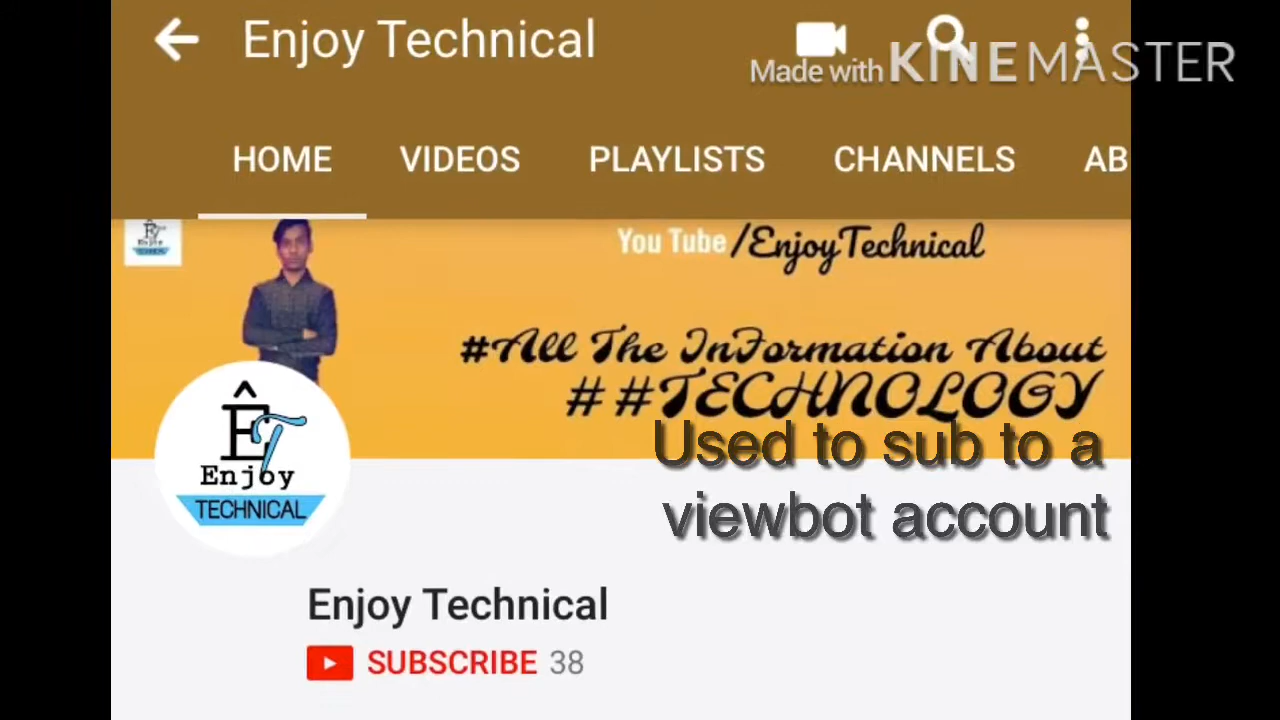 Enjoy Technical
Made with KINEMASTER
HOME VIDEOS PLAYLISTS CHANNELS AB
You Tube /EnjoyTechnical
#All The InFormation About
##TECHNOLOGY
Used to sub to a
viewbot account
ÊT
Enjoy
TECHNICAL
Enjoy Technical
SUBSCRIBE 38